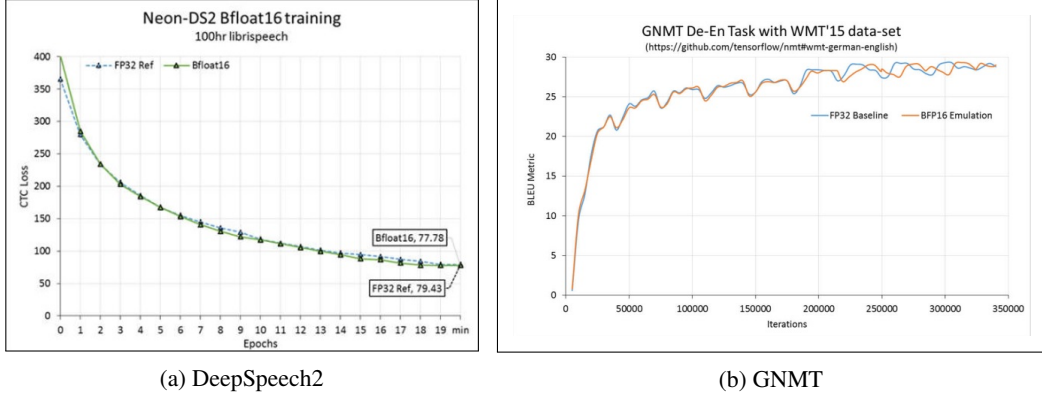 Neon-DS2 Bfloat16 training
100hr librispeech
FP32 Ref Bfloat16
400
350
300
250
200
150
100
50
0
CTC Loss
Bfloat16, 77.78
FP32 Ref, 79.43
0 1 2 3 4 5 6 7 8 9 10 11 12 13 14 15 16 17 18 19 min
Epochs
(a) DeepSpeech2
GNMT De-En Task with WMT'15 data-set
(https://github.com/tensorflow/nmt#wmt-german-english)
30
25
20
15
10
5
0
BLEU Metric
FP32 Baseline BFP16 Emulation
0 50000 100000 150000 200000 250000 300000 350000
Iterations
(b) GNMT